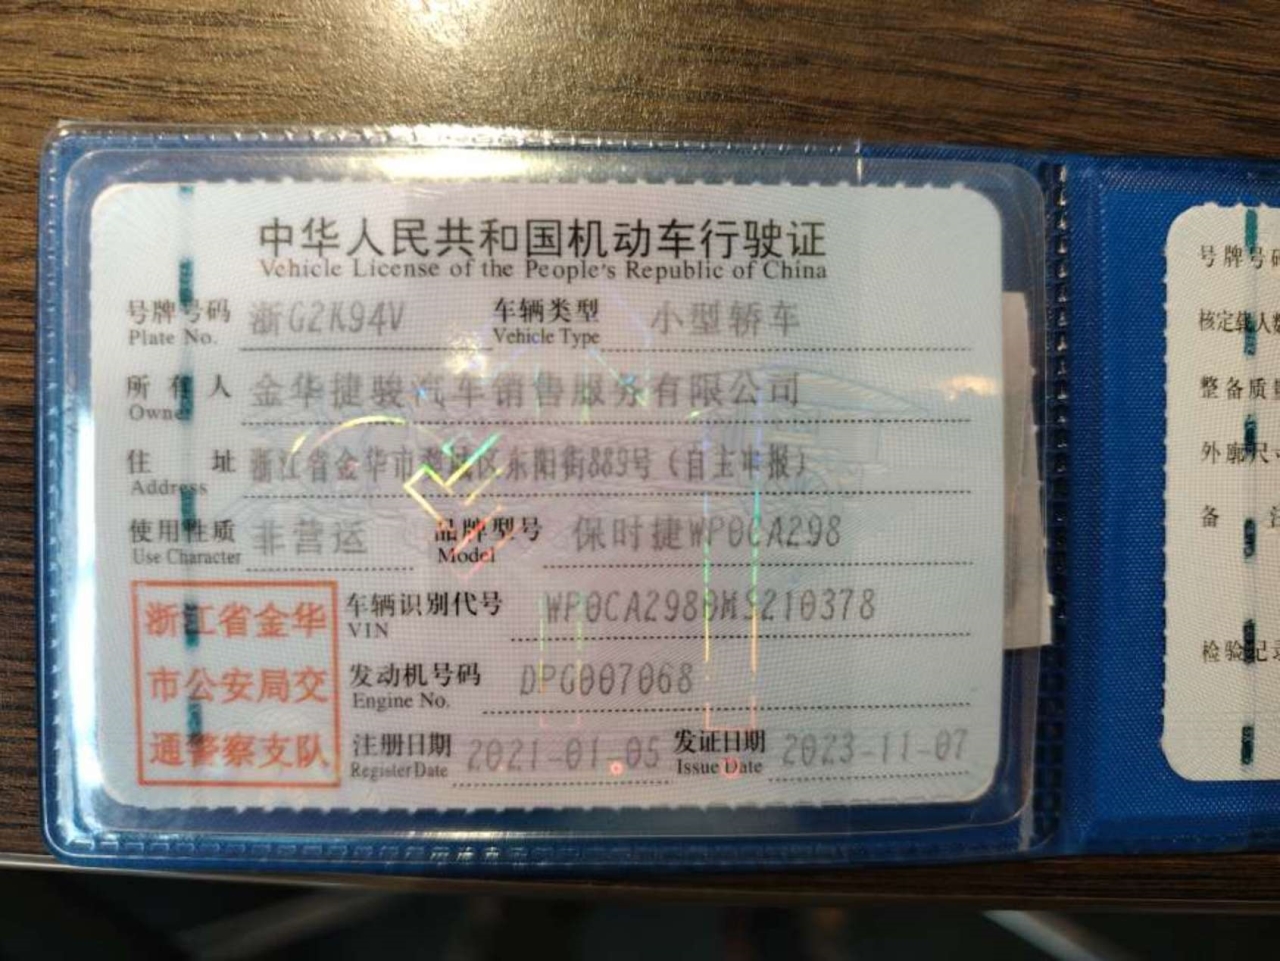 中华人民共和国机动车行驶证
Vehicle License of the People's Republic of China
号牌号码 浙G2K94V 车辆类型 小型轿车
Plate No. Vehicle Type
所有人 金华捷骏汽车销售服务有限公司
Owner
住址 浙江省金华市婺城区东阳街889号（自主申报）
Address
使用性质 非营运 品牌型号 保时捷WP0CA298
Use Character Model
车辆识别代号 WP0CA2980MS210378
VIN
发动机号码 DPG007068
Engine No.
注册日期 2021-01-05 发证日期 2023-11-07
Register Date Issue Date
浙江省金华
市公安局交
通警察支队
号牌号码
核定载人
整备质量
外廓尺寸
备
检验记录